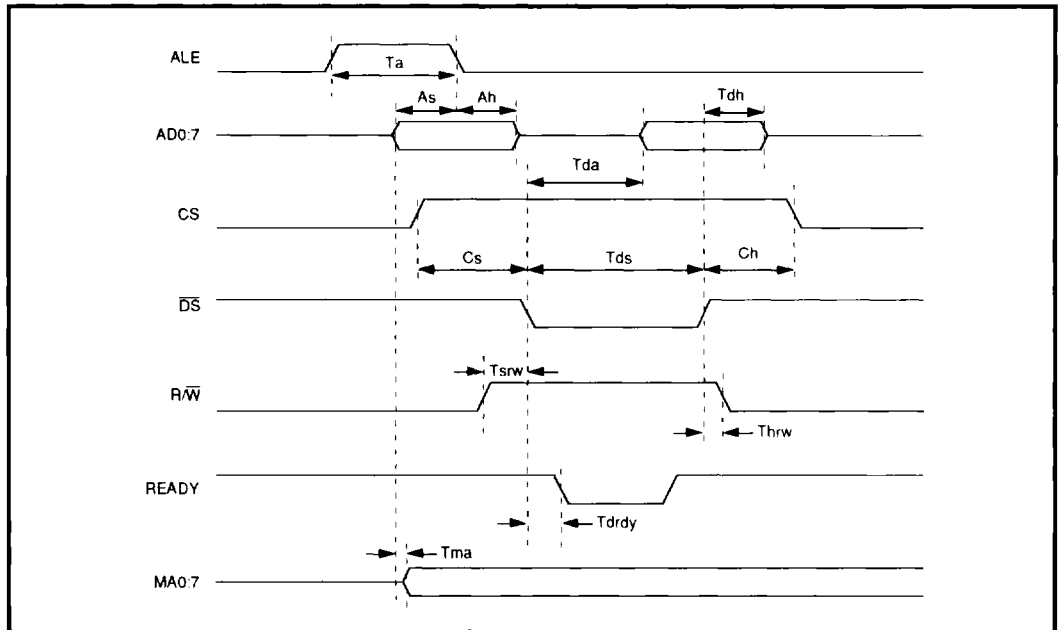 ALE
Ta
As Ah Tdh
AD0:7
Tda
CS
Cs Tds Ch
D̅S̅
Tsrw
R/W̅
Thrw
READY
Tdrdy
Tma
MA0:7